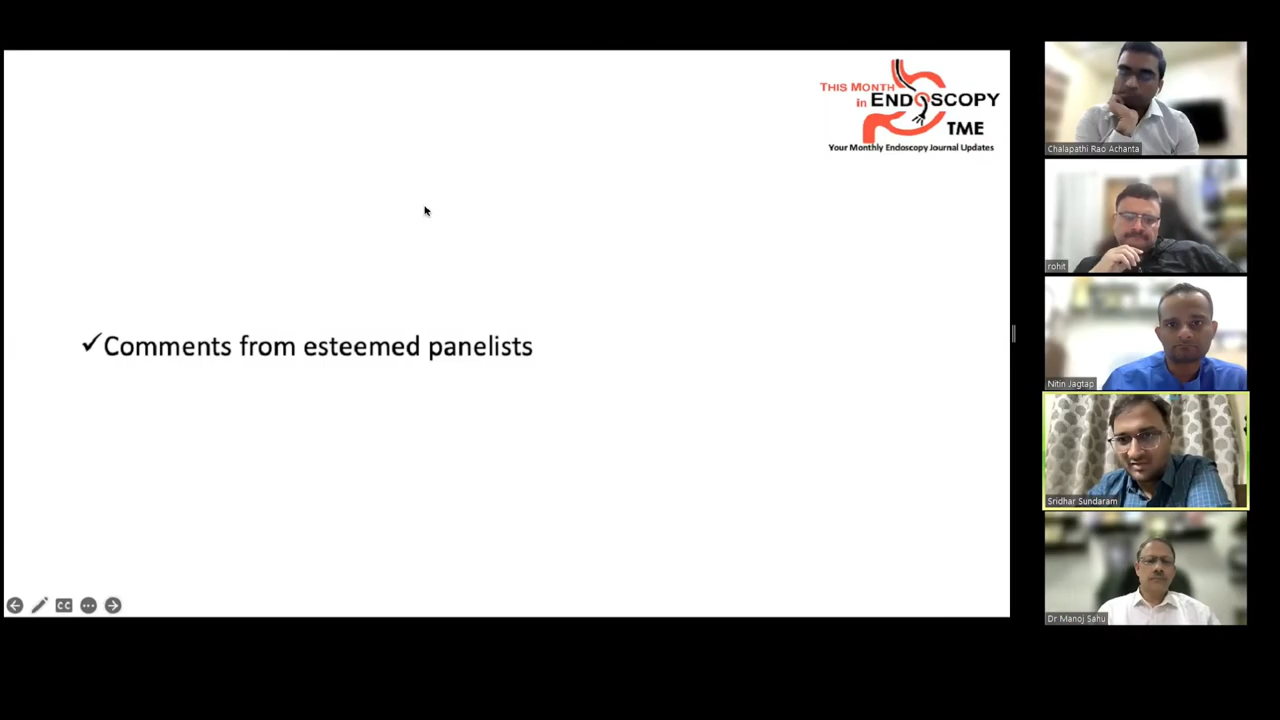 THIS MONTH
in ENDOSCOPY
TME
Your Monthly Endoscopy Journal Updates
✓Comments from esteemed panelists
CC
Chalapathi Rao Achanta
rohit
Nitin Jagtap
Sridhar Sundaram
Dr Manoj Sahu